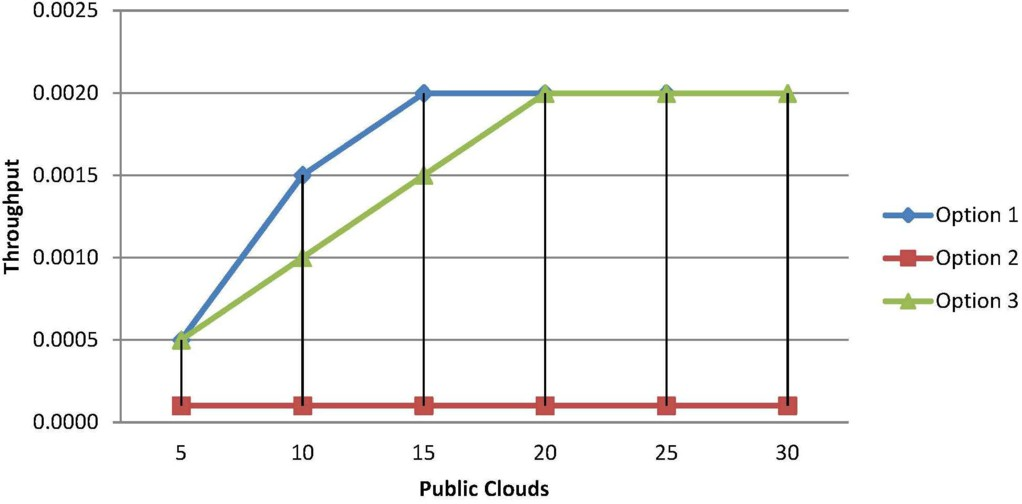 0.0025
0.0020
0.0015
0.0010
0.0005
0.0000
Throughput
5 10 15 20 25 30
Public Clouds
Option 1
Option 2
Option 3